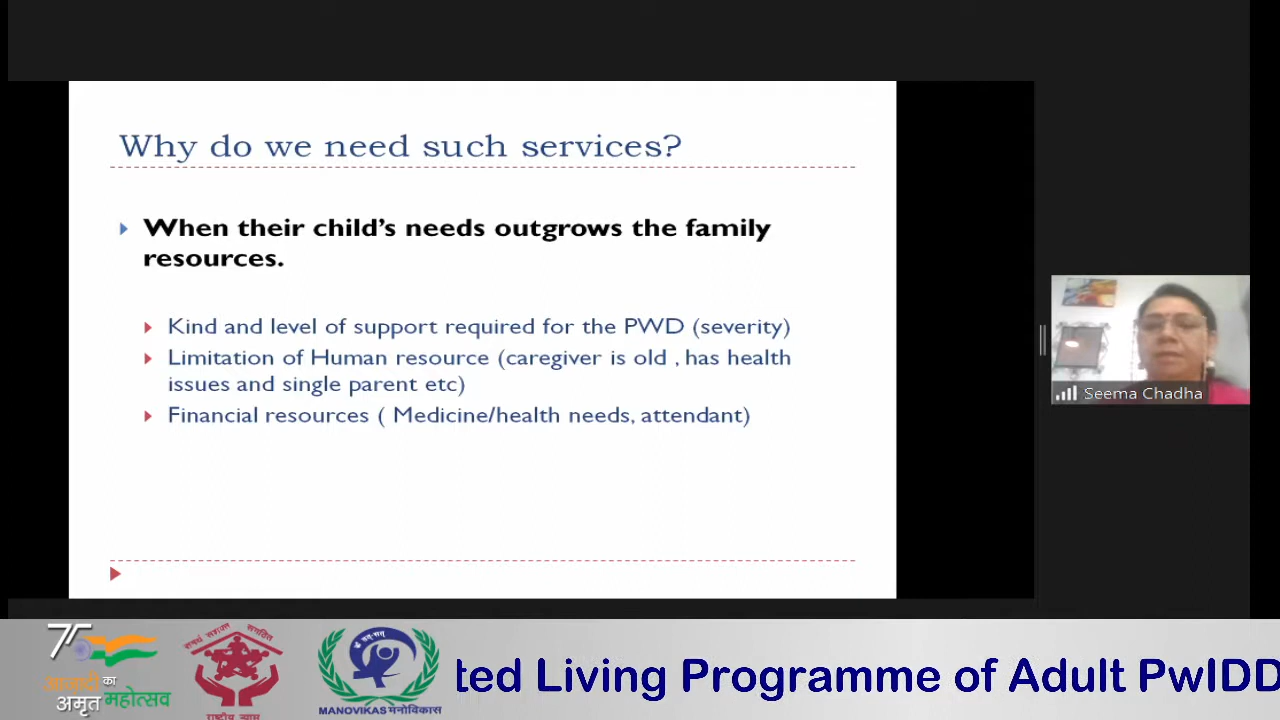 Why do we need such services?
When their child's needs outgrows the family
resources.
Kind and level of support required for the PWD (severity)
Limitation of Human resource (caregiver is old , has health
issues and single parent etc)
Financial resources ( Medicine/health needs, attendant)
Seema Chadha
75
आज़ादी का
अमृत महोत्सव
राष्ट्रीय न्यास
MANOVIKAS मनोविकास
ted Living Programme of Adult PwIDD